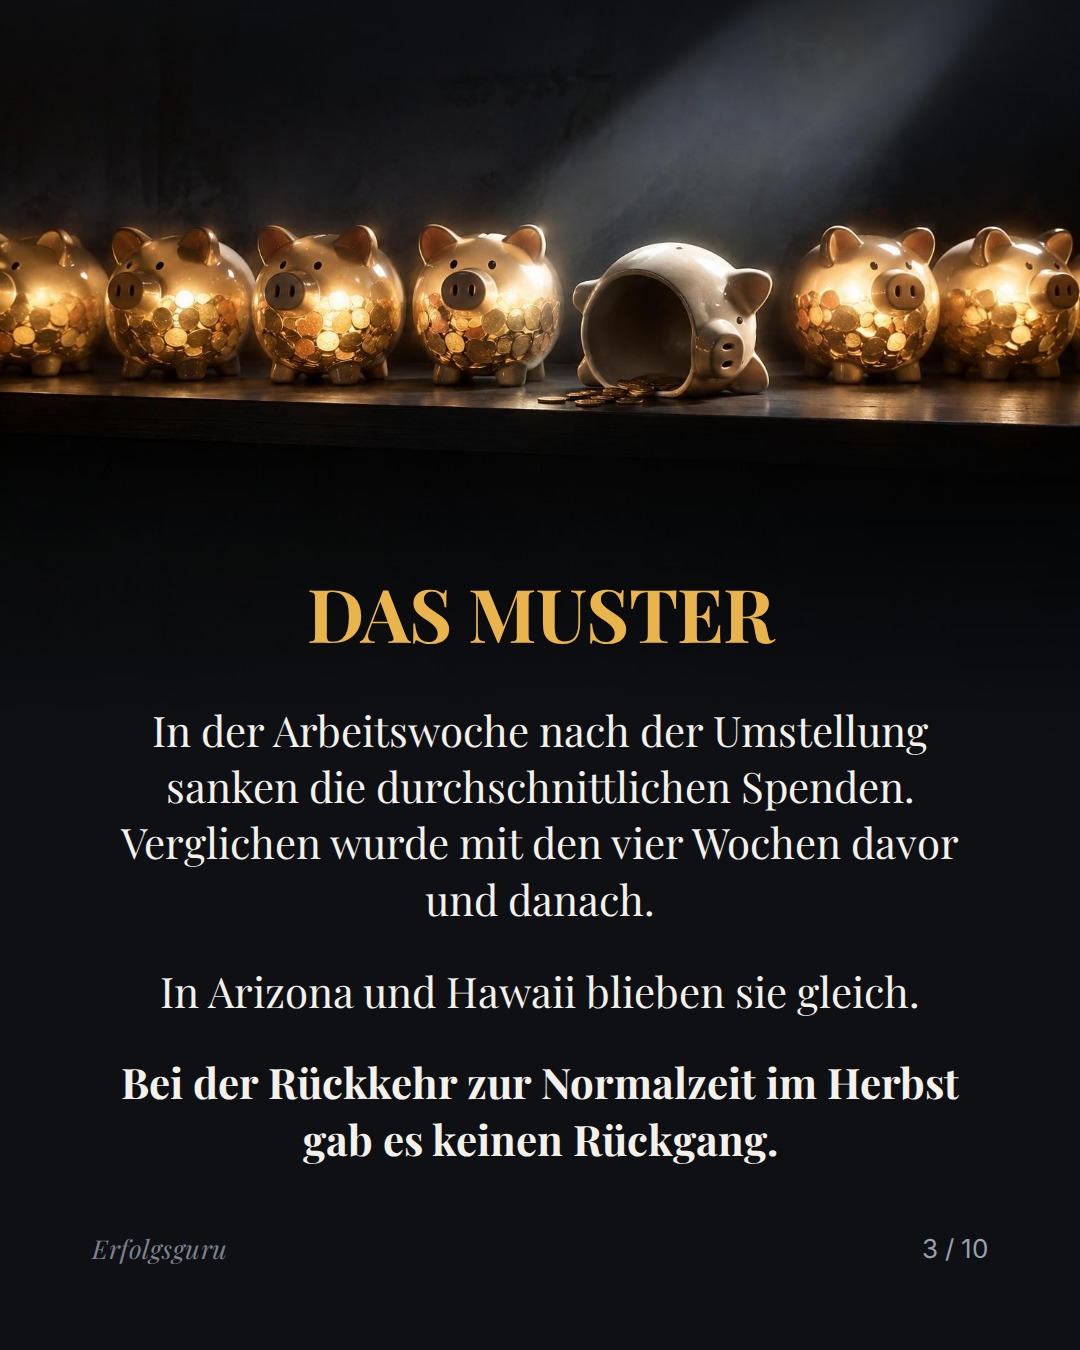 DAS MUSTER
In der Arbeitswoche nach der Umstellung
sanken die durchschnittlichen Spenden.
Verglichen wurde mit den vier Wochen davor
und danach.
In Arizona und Hawaii blieben sie gleich.
Bei der Rückkehr zur Normalzeit im Herbst
gab es keinen Rückgang.
Erfolgsguru
3 / 10